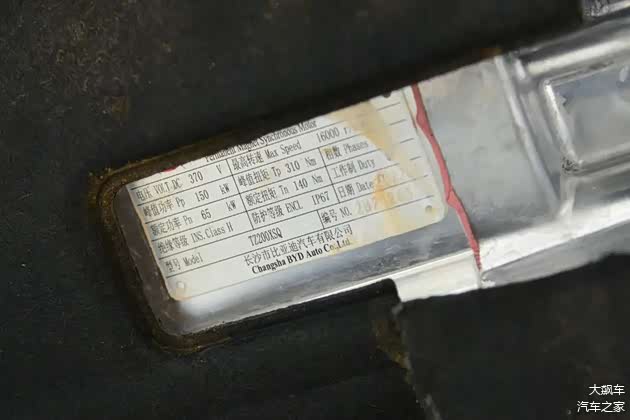 Permanent Magnet Synchronous Motor
电压 VOLT.DC 370 V 最高转速 Max Speed 16000 r
峰值功率 Pp 150 kW 峰值扭矩 Tp 310 Nm 相数 Phases
额定功率 Pn 65 kW 额定扭矩 Tn 140 Nm 工作制 Duty
绝缘等级 INS.Class H 防护等级 ENCL IP67 日期 Date
型号 Model TZ200XSQ 编号 NO.
长沙市比亚迪汽车有限公司
Changsha BYD Auto Co.,Ltd.
大飙车
汽车之家